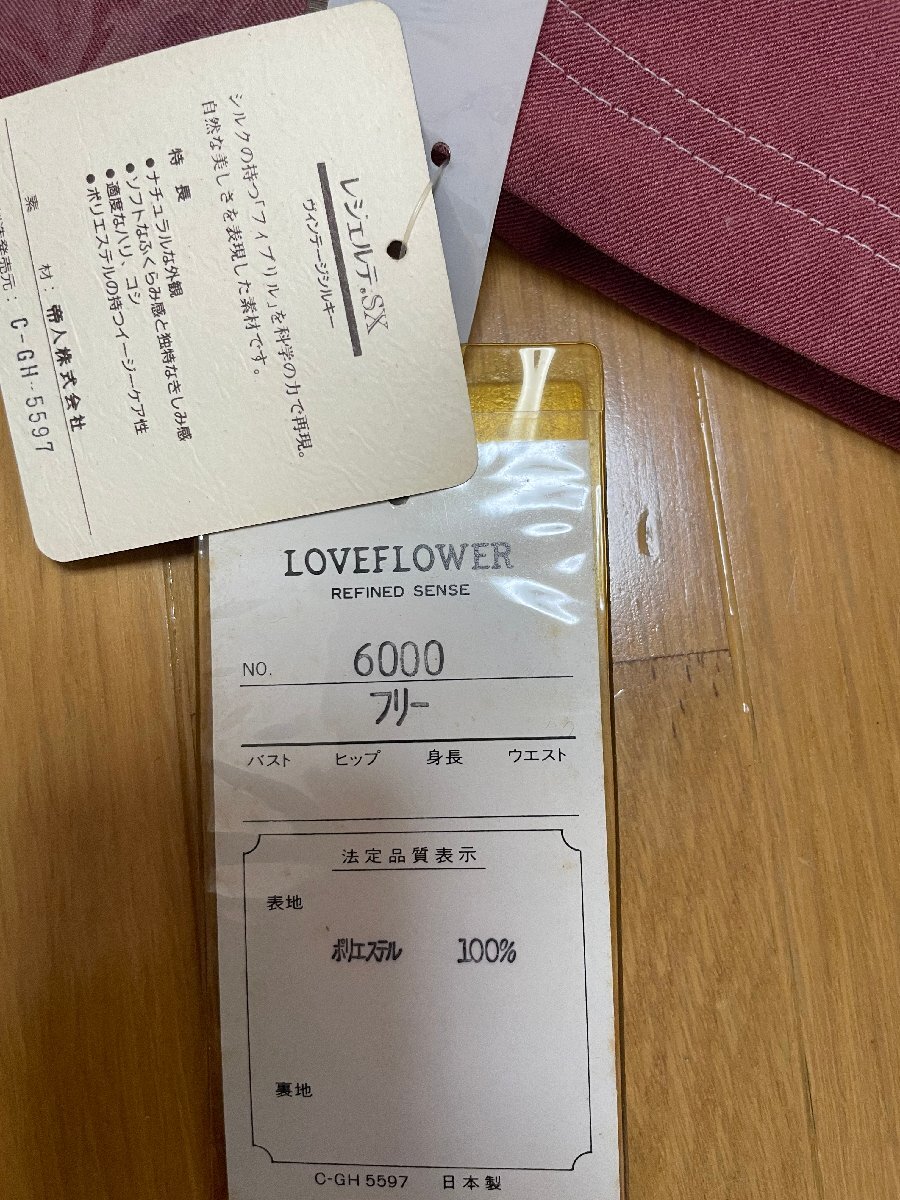 レジェルテ®SX
ヴィンテージシルキー
シルクの持つ「フィブリル」を科学の力で再現。
自然な美しさを表現した素材です。
特長
●ナチュラルな外観
●ソフトなふくらみ感と独特なきしみ感
●適度なハリ、コシ
●ポリエステルの持つイージーケア性
素材：帝人株式会社
発売元：C-GH-5597
LOVEFLOWER
REFINED SENSE
NO. 6000
フリー
バスト ヒップ 身長 ウエスト
法定品質表示
表地
ポリエステル 100%
裏地
C-GH 5597 日本製